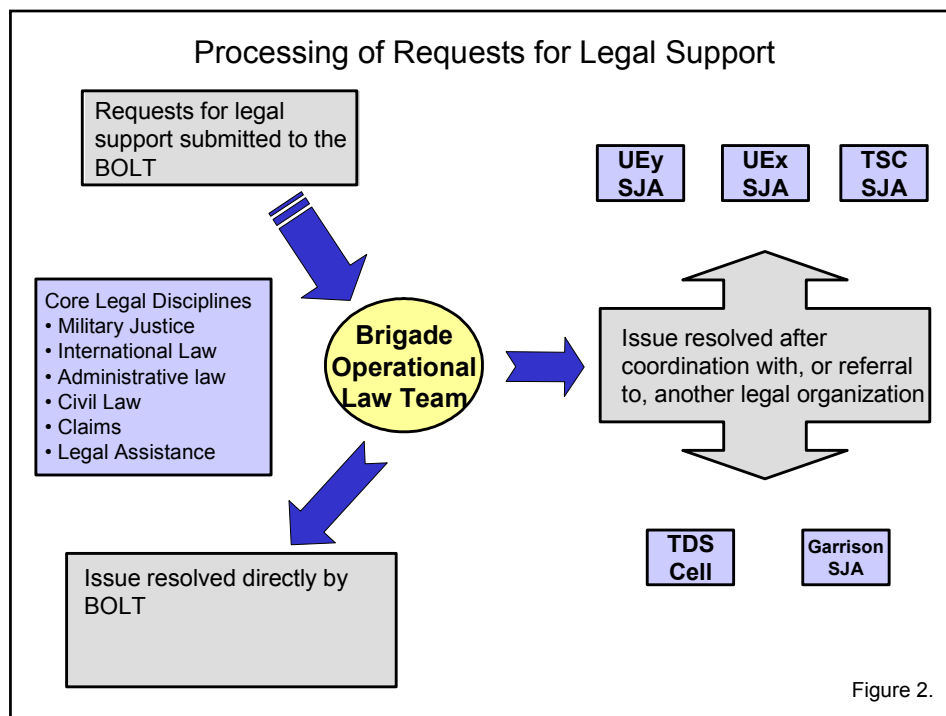 Processing of Requests for Legal Support
Requests for legal
support submitted to the
BOLT
UEy
SJA
UEx
SJA
TSC
SJA
Core Legal Disciplines
• Military Justice
• International Law
• Administrative law
• Civil Law
• Claims
• Legal Assistance
Brigade
Operational
Law Team
Issue resolved after
coordination with, or referral
to, another legal organization
Issue resolved directly by
BOLT
TDS
Cell
Garrison
SJA
Figure 2.